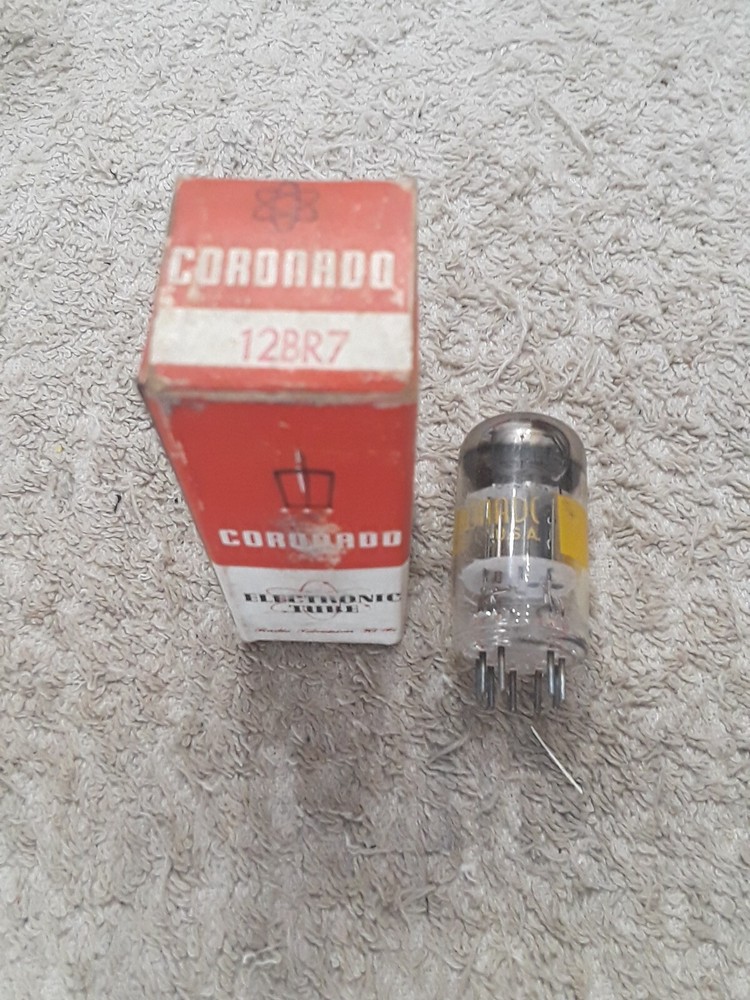 CORONADO
12BR7
CORONADO
ELECTRONIC
TUBE
U.S.A.